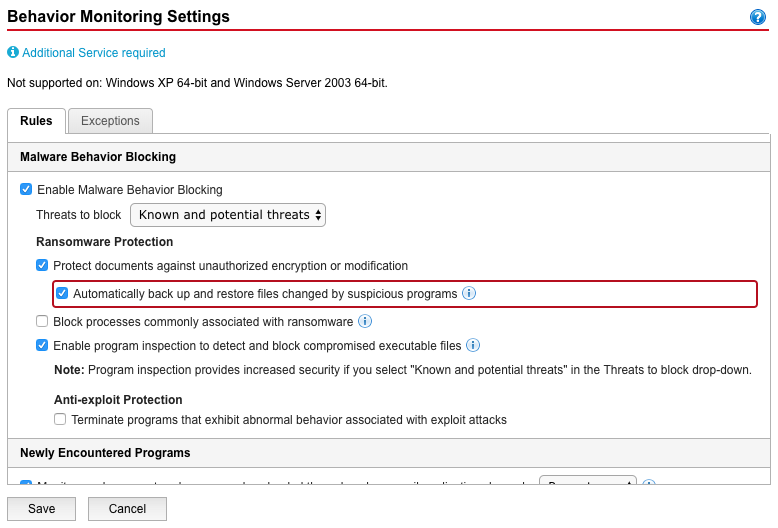 Behavior Monitoring Settings
Additional Service required
Not supported on: Windows XP 64-bit and Windows Server 2003 64-bit.
Rules Exceptions
Malware Behavior Blocking
Enable Malware Behavior Blocking
Threats to block Known and potential threats
Ransomware Protection
Protect documents against unauthorized encryption or modification
Automatically back up and restore files changed by suspicious programs
Block processes commonly associated with ransomware
Enable program inspection to detect and block compromised executable files
Note: Program inspection provides increased security if you select "Known and potential threats" in the Threats to block drop-down.
Anti-exploit Protection
Terminate programs that exhibit abnormal behavior associated with exploit attacks
Newly Encountered Programs
Save Cancel